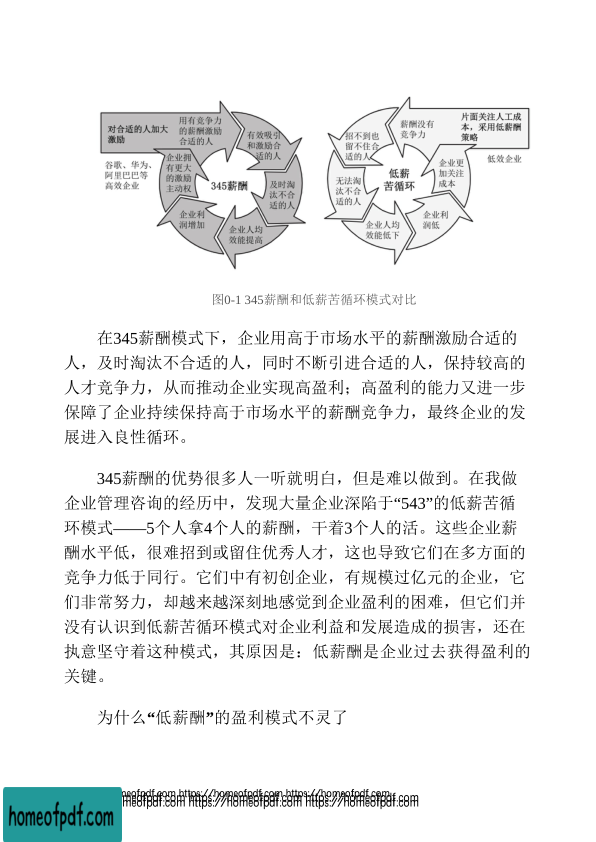 对合适的人加大
激励
用有竞争力
的薪酬激励
合适的人
有效吸引
和激励合
适的人
及时淘
汰不合
适的人
企业人均
效能提高
企业利
润增加
企业拥
有更大
的激励
主动权
345薪酬
谷歌、华为、
阿里巴巴等
高效企业
片面关注人工成
本，采用低薪酬
策略
薪酬没有
竞争力
招不到也
留不住合
适的人
无法淘
汰不合
适的人
企业人均
效能低下
企业利
润低
企业更
加关注
成本
低薪
苦循环
低效企业
图0-1 345薪酬和低薪苦循环模式对比
在345薪酬模式下，企业用高于市场水平的薪酬激励合适的
人，及时淘汰不合适的人，同时不断引进合适的人，保持较高的
人才竞争力，从而推动企业实现高盈利；高盈利的能力又进一步
保障了企业持续保持高于市场水平的薪酬竞争力，最终企业的发
展进入良性循环。
345薪酬的优势很多人一听就明白，但是难以做到。在我做
企业管理咨询的经历中，发现大量企业深陷于“543”的低薪苦循
环模式——5个人拿4个人的薪酬，干着3个人的活。这些企业薪
酬水平低，很难招到或留住优秀人才，这也导致它们在多方面的
竞争力低于同行。它们中有初创企业，有规模过亿元的企业，它
们非常努力，却越来越深刻地感觉到企业盈利的困难，但它们并
没有认识到低薪苦循环模式对企业利益和发展造成的损害，还在
执意坚守着这种模式，其原因是：低薪酬是企业过去获得盈利的
关键。
为什么“低薪酬”的盈利模式不灵了
homeofpdf.com https://homeofpdf.com https://homeofpdf.com
homeofpdf.com https://homeofpdf.com https://homeofpdf.com
homeofpdf.com